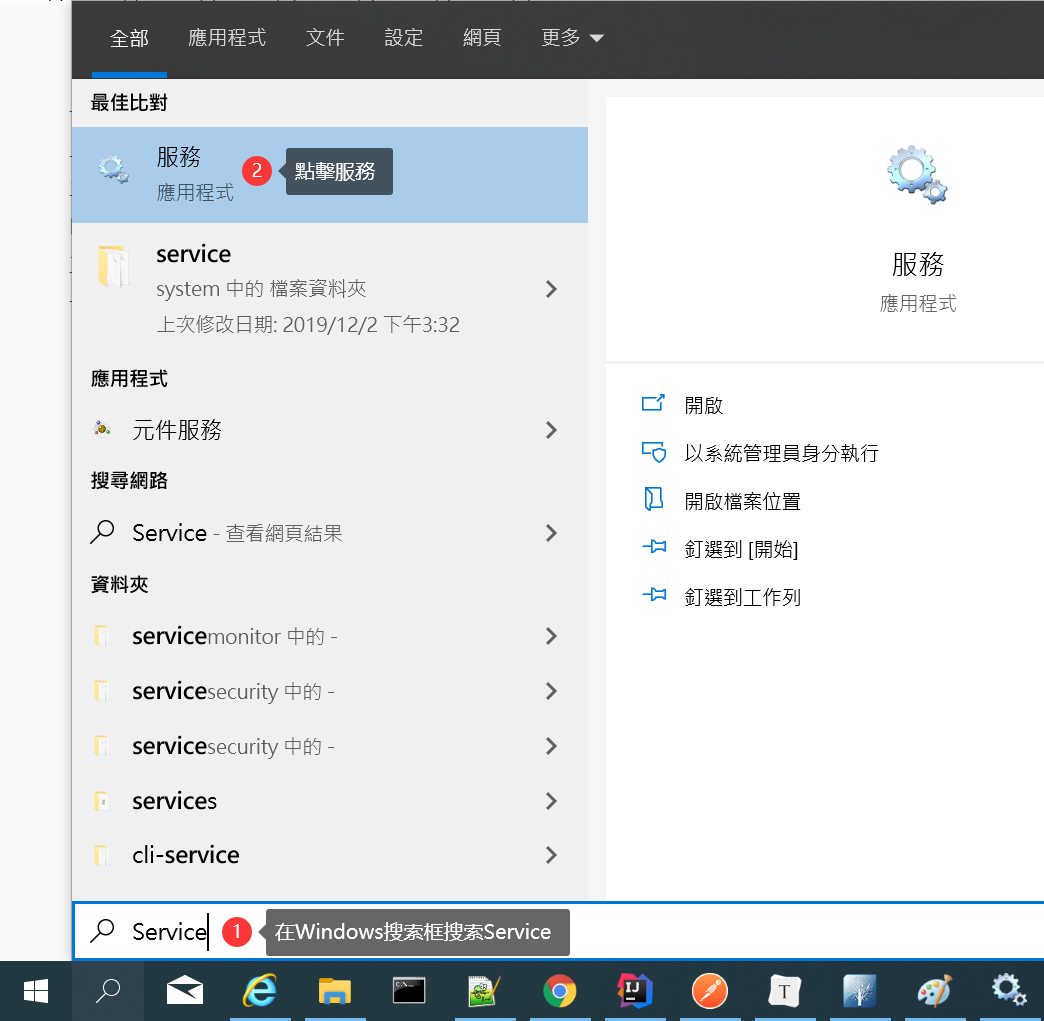 全部 應用程式 文件 設定 網頁 更多
最佳比對
服務
應用程式
2 點擊服務
service
system 中的 檔案資料夾
上次修改日期: 2019/12/2 下午3:32
應用程式
元件服務
搜尋網路
Service - 查看網頁結果
資料夾
servicemonitor 中的 -
servicesecurity 中的 -
servicesecurity 中的 -
services
cli-service
服務
應用程式
開啟
以系統管理員身分執行
開啟檔案位置
釘選到 [開始]
釘選到工作列
Service 1 在Windows搜索框搜索Service
C:\_ IJ T